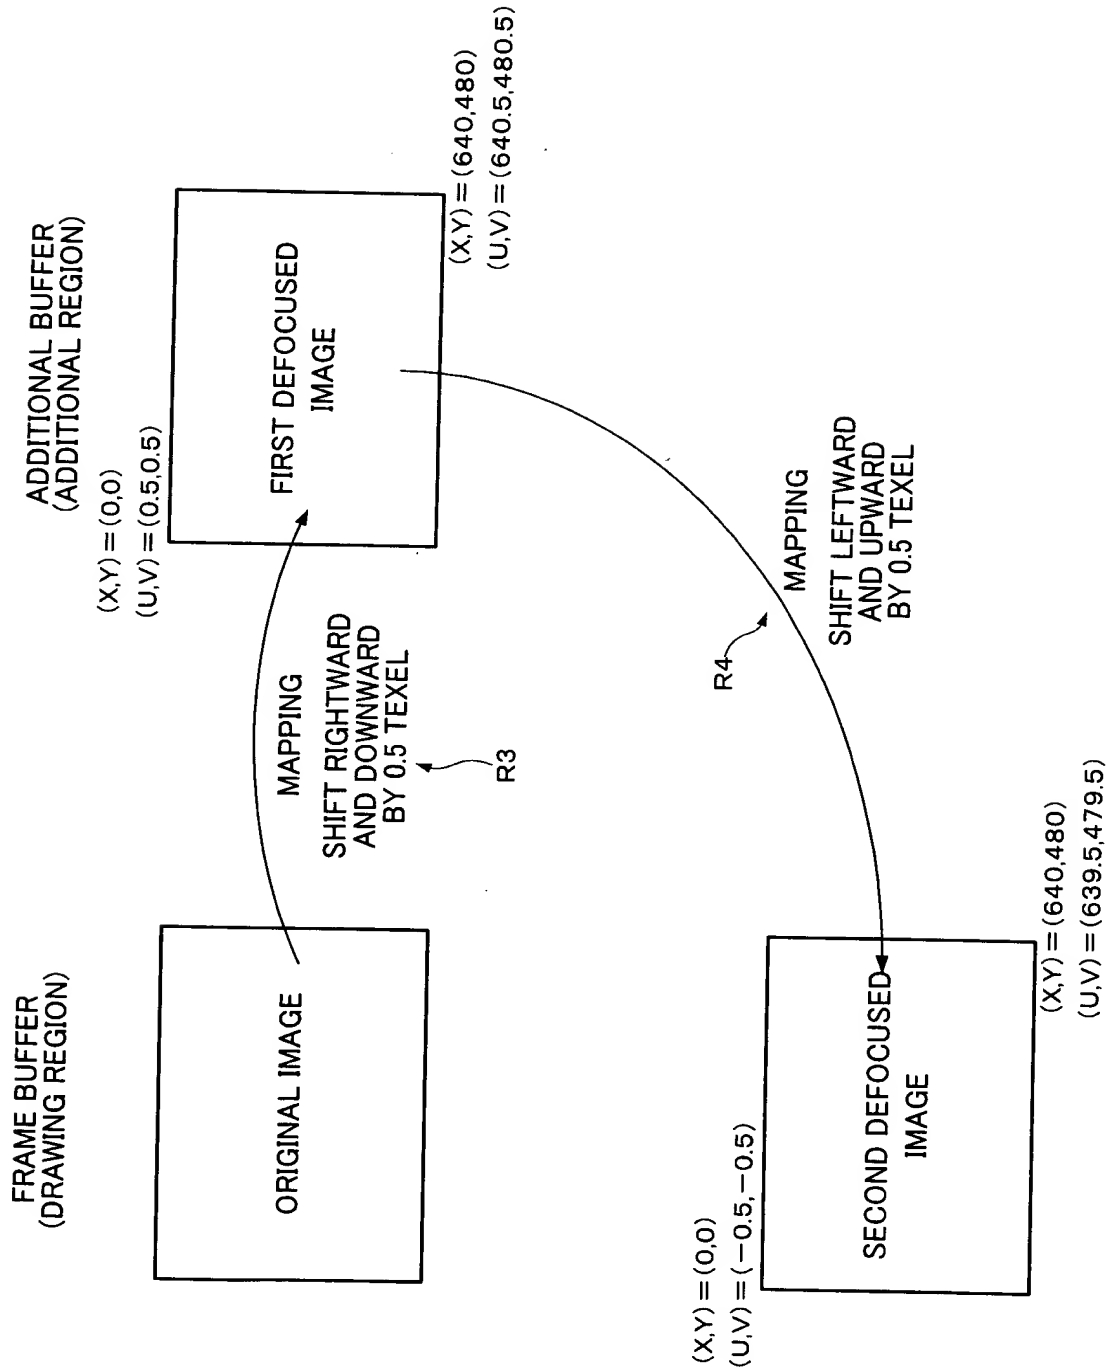 FRAME BUFFER
(DRAWING REGION)
ADDITIONAL BUFFER
(ADDITIONAL REGION)
(X,Y)=(0,0)
(U,V)=(0.5,0.5)
ORIGINAL IMAGE
MAPPING
SHIFT RIGHTWARD
AND DOWNWARD
BY 0.5 TEXEL
R3
FIRST DEFOCUSED
IMAGE
(X,Y)=(640,480)
(U,V)=(640.5,480.5)
R4
MAPPING
SHIFT LEFTWARD
AND UPWARD
BY 0.5 TEXEL
(X,Y)=(0,0)
(U,V)=(−0.5,−0.5)
SECOND DEFOCUSED
IMAGE
(X,Y)=(640,480)
(U,V)=(639.5,479.5)